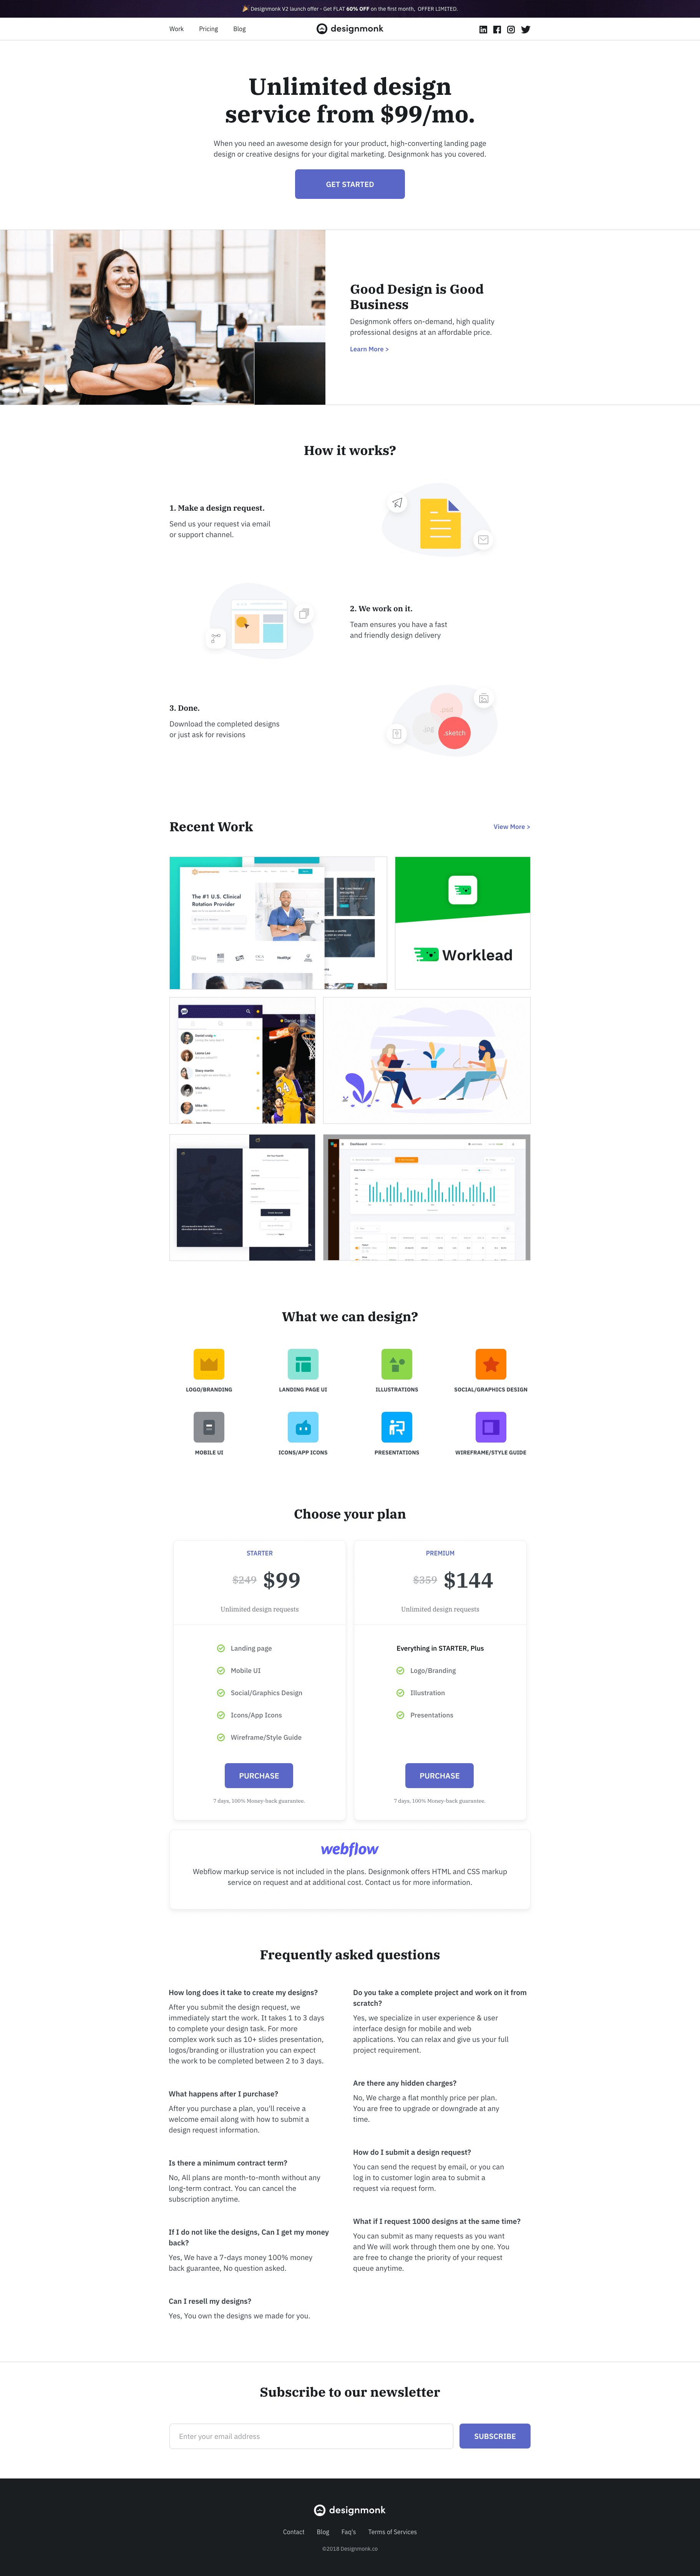 🎉 Designmonk V2 launch offer - Get FLAT 60% OFF on the first month, OFFER LIMITED.
Work Pricing Blog
designmonk
Unlimited design
service from $99/mo.
When you need an awesome design for your product, high-converting landing page
design or creative designs for your digital marketing. Designmonk has you covered.
GET STARTED
Good Design is Good
Business
Designmonk offers on-demand, high quality
professional designs at an affordable price.
Learn More >
How it works?
1. Make a design request.
Send us your request via email
or support channel.
2. We work on it.
Team ensures you have a fast
and friendly design delivery
3. Done.
Download the completed designs
or just ask for revisions
.psd
.jpg
.sketch
Recent Work
View More >
The #1 U.S. Clinical
Rotation Provider
Worklead
Dashboard
What we can design?
LOGO/BRANDING
LANDING PAGE UI
ILLUSTRATIONS
SOCIAL/GRAPHICS DESIGN
MOBILE UI
ICONS/APP ICONS
PRESENTATIONS
WIREFRAME/STYLE GUIDE
Choose your plan
STARTER
$249 $99
Unlimited design requests
Landing page
Mobile UI
Social/Graphics Design
Icons/App Icons
Wireframe/Style Guide
PURCHASE
7 days, 100% Money-back guarantee.
PREMIUM
$359 $144
Unlimited design requests
Everything in STARTER, Plus
Logo/Branding
Illustration
Presentations
PURCHASE
7 days, 100% Money-back guarantee.
webflow
Webflow markup service is not included in the plans. Designmonk offers HTML and CSS markup
service on request and at additional cost. Contact us for more information.
Frequently asked questions
How long does it take to create my designs?
After you submit the design request, we
immediately start the work. It takes 1 to 3 days
to complete your design task. For more
complex work such as 10+ slides presentation,
logos/branding or illustration you can expect
the work to be completed between 2 to 3 days.
What happens after I purchase?
After you purchase a plan, you'll receive a
welcome email along with how to submit a
design request information.
Is there a minimum contract term?
No, All plans are month-to-month without any
long-term contract. You can cancel the
subscription anytime.
If I do not like the designs, Can I get my money
back?
Yes, We have a 7-days money 100% money
back guarantee, No question asked.
Can I resell my designs?
Yes, You own the designs we made for you.
Do you take a complete project and work on it from
scratch?
Yes, we specialize in user experience & user
interface design for mobile and web
applications. You can relax and give us your full
project requirement.
Are there any hidden charges?
No, We charge a flat monthly price per plan.
You are free to upgrade or downgrade at any
time.
How do I submit a design request?
You can send the request by email, or you can
log in to customer login area to submit a
request via request form.
What if I request 1000 designs at the same time?
You can submit as many requests as you want
and We will work through them one by one. You
are free to change the priority of your request
queue anytime.
Subscribe to our newsletter
Enter your email address
SUBSCRIBE
designmonk
Contact Blog Faq's Terms of Services
©2018 Designmonk.co